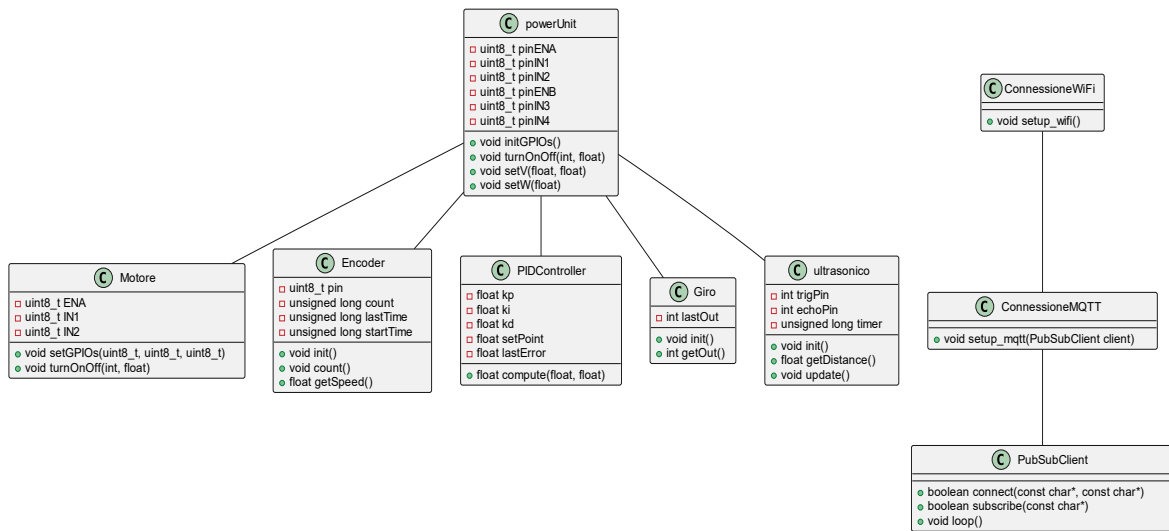 C powerUnit
uint8_t pinENA
uint8_t pinIN1
uint8_t pinIN2
uint8_t pinENB
uint8_t pinIN3
uint8_t pinIN4
void initGPIOs()
void turnOnOff(int, float)
void setV(float, float)
void setW(float)
C ConnessioneWiFi
void setup_wifi()
C Motore
uint8_t ENA
uint8_t IN1
uint8_t IN2
void setGPIOs(uint8_t, uint8_t, uint8_t)
void turnOnOff(int, float)
C Encoder
uint8_t pin
unsigned long count
unsigned long lastTime
unsigned long startTime
void init()
void count()
float getSpeed()
C PIDController
float kp
float ki
float kd
float setPoint
float lastError
float compute(float, float)
C Giro
int lastOut
void init()
int getOut()
C ultrasonico
int trigPin
int echoPin
unsigned long timer
void init()
float getDistance()
void update()
C ConnessioneMQTT
void setup_mqtt(PubSubClient client)
C PubSubClient
boolean connect(const char*, const char*)
boolean subscribe(const char*)
void loop()